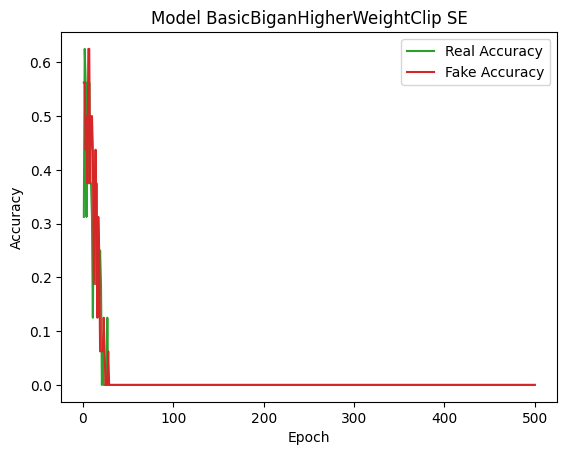 Model BasicBiganHigherWeightClip SE
Real Accuracy
Fake Accuracy
Accuracy
0.6
0.5
0.4
0.3
0.2
0.1
0.0
0 100 200 300 400 500
Epoch